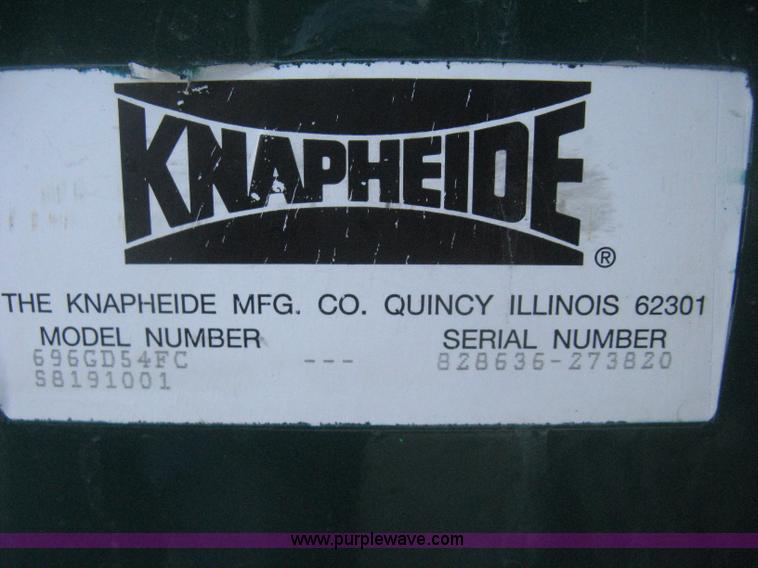 KNAPHEIDE ®
THE KNAPHEIDE MFG. CO. QUINCY ILLINOIS 62301
MODEL NUMBER SERIAL NUMBER
696GD54FC --- 828636-273820
S8191001
www.purplewave.com